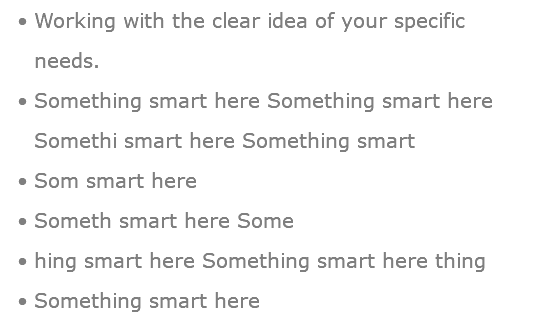 • Working with the clear idea of your specific
needs.
• Something smart here Something smart here
Somethi smart here Something smart
• Som smart here
• Someth smart here Some
• hing smart here Something smart here thing
• Something smart here